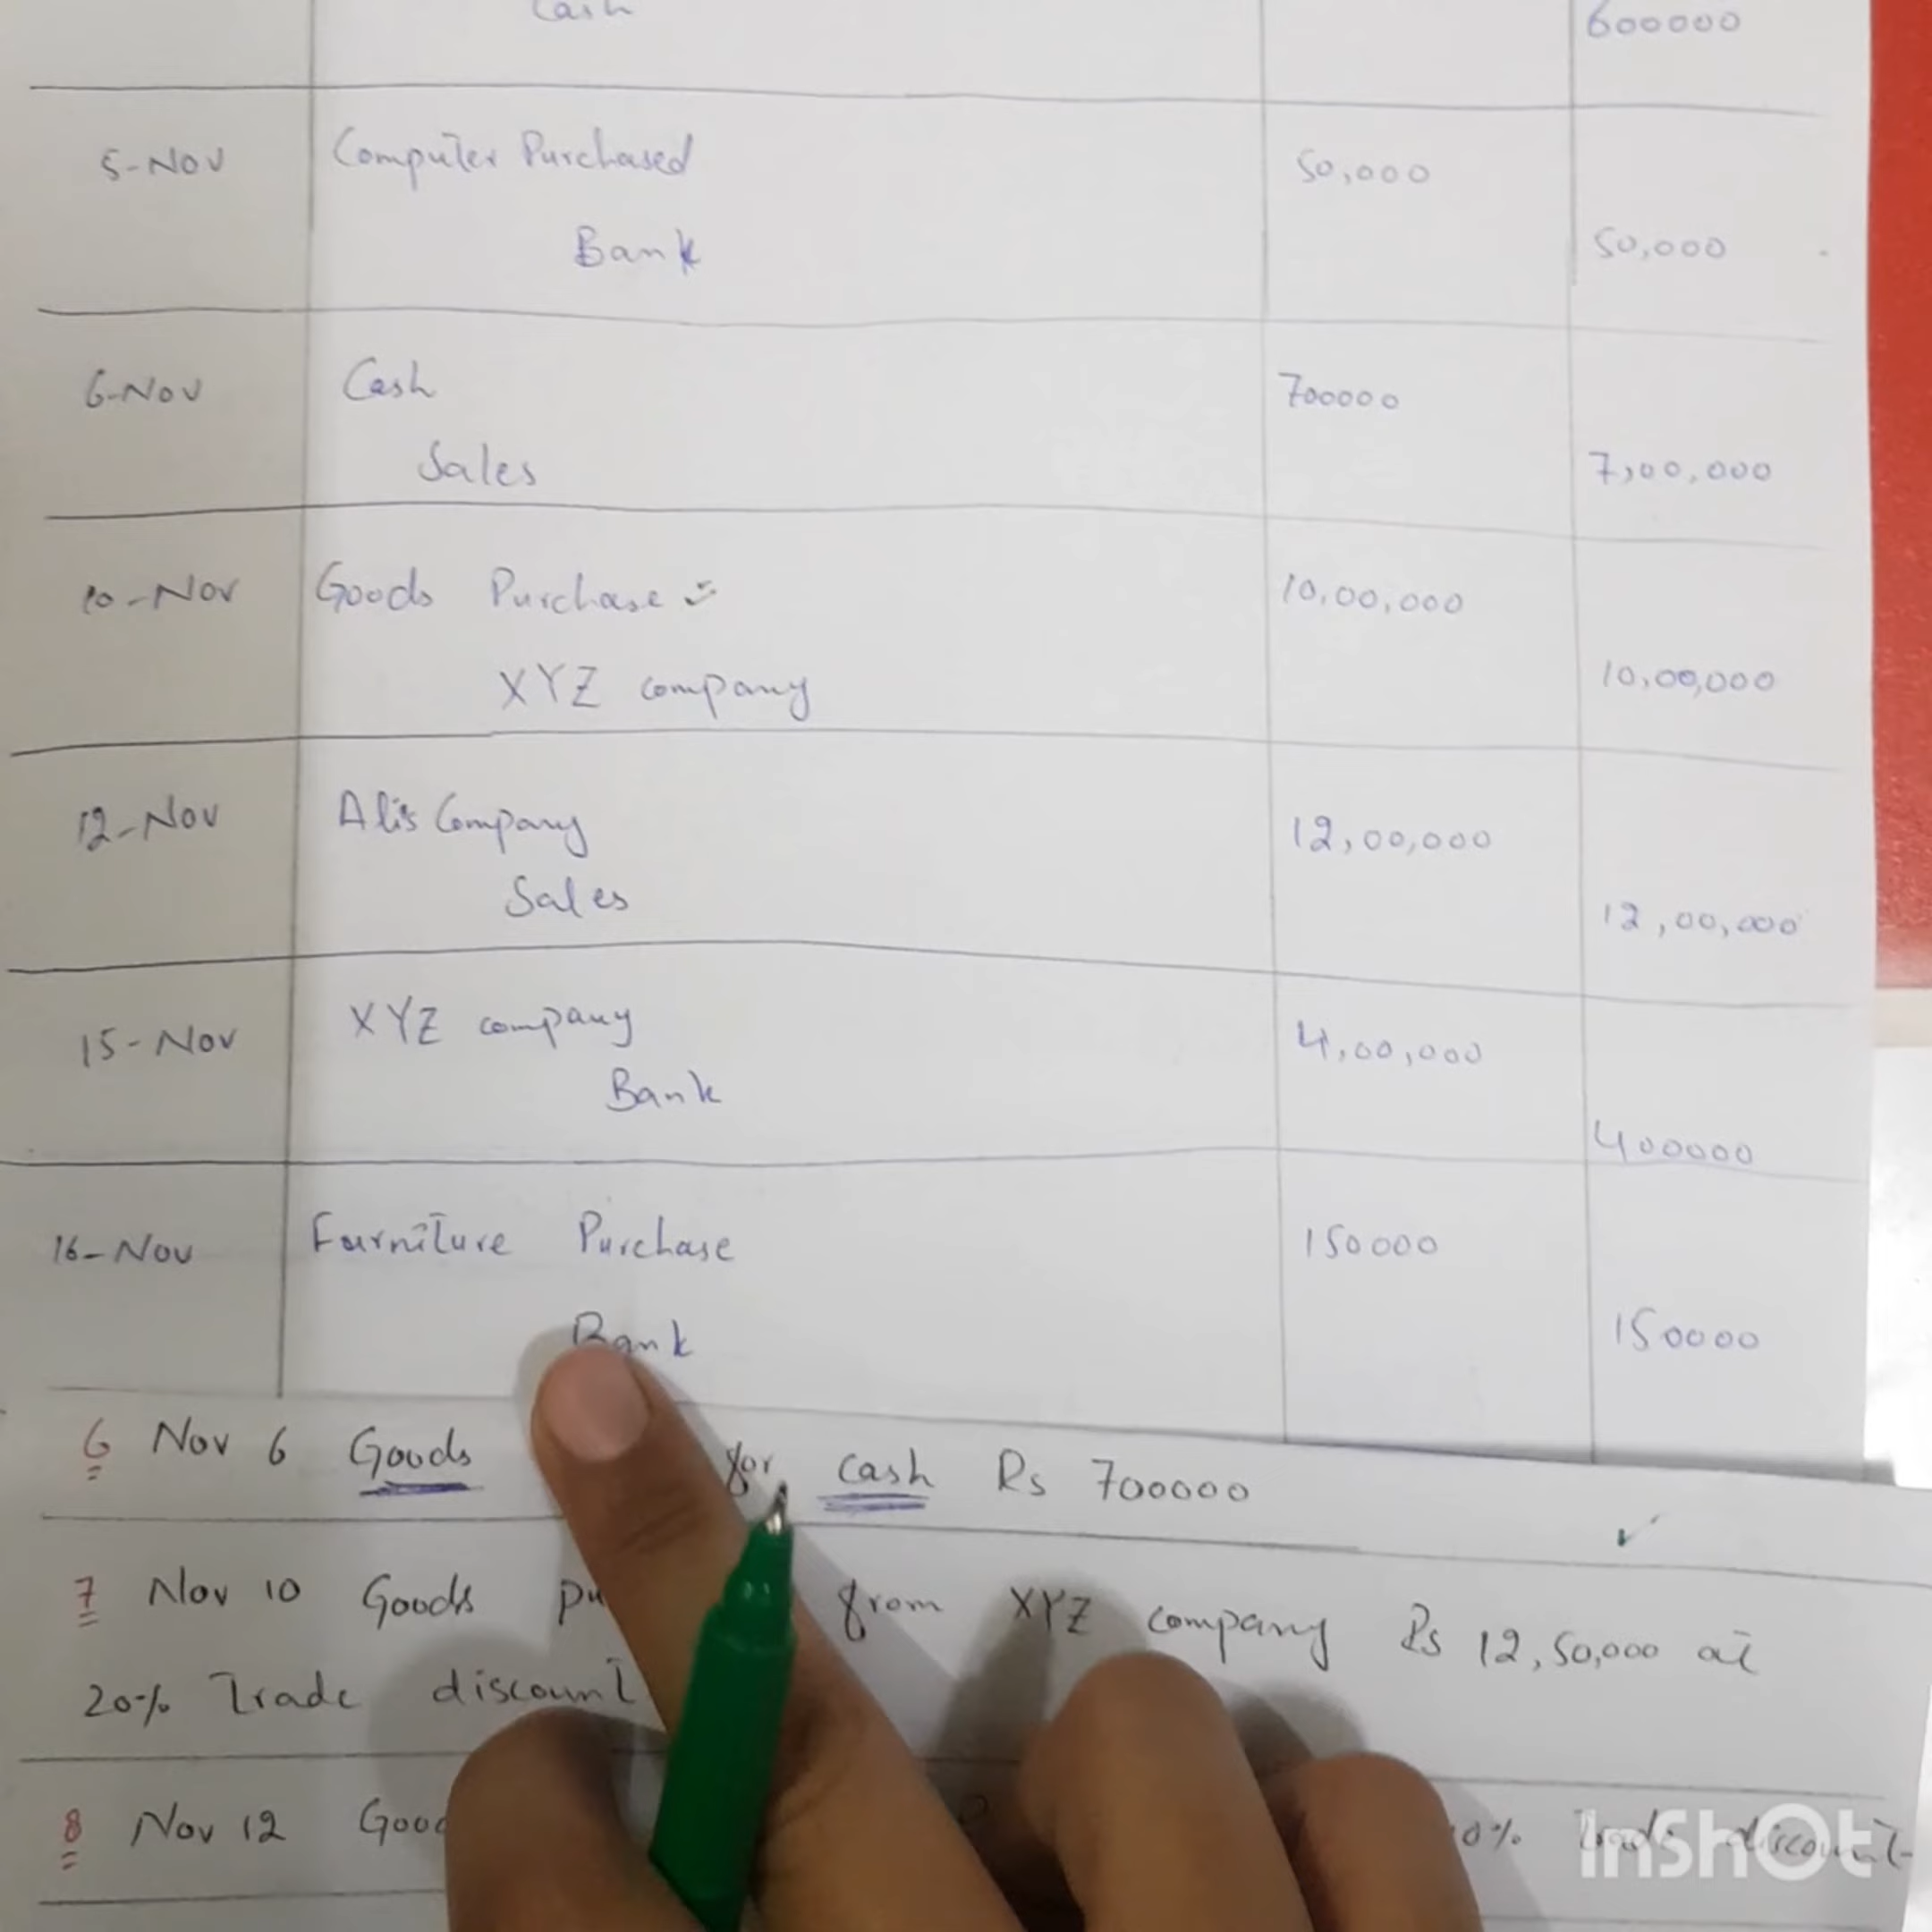 Cash 600000
5-Nov Computer Purchased 50,000
Bank 50,000
6-Nov Cash 700000
Sales 7,00,000
10-Nov Goods Purchase 10,00,000
XYZ company 10,00,000
12-Nov Alis Company 12,00,000
Sales 12,00,000
15-Nov XYZ company 4,00,000
Bank 400000
16-Nov Furniture Purchase 150000
Bank 150000
6 Nov 6 Goods for cash Rs 700000
7 Nov 10 Goods from XYZ company Rs 12,50,000 at
20% Trade discount
8 Nov 12 Trade discount
InShOt